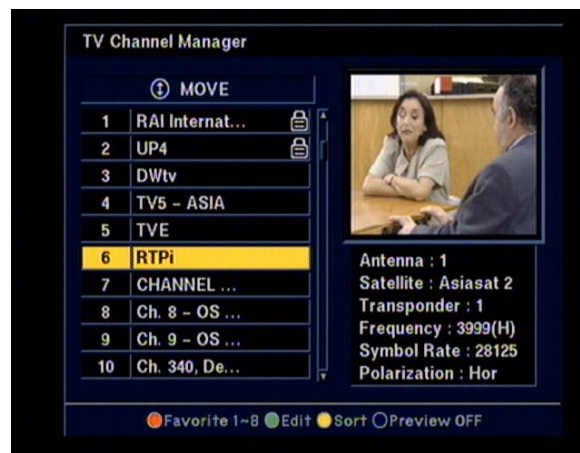 TV Channel Manager
MOVE
1 RAI Internat...
2 UP4
3 DWtv
4 TV5 – ASIA
5 TVE
6 RTPi
7 CHANNEL ...
8 Ch. 8 – OS ...
9 Ch. 9 – OS ...
10 Ch. 340, De...
Antenna : 1
Satellite : Asiasat 2
Transponder : 1
Frequency : 3999(H)
Symbol Rate : 28125
Polarization : Hor
Favorite 1~8 Edit Sort Preview OFF